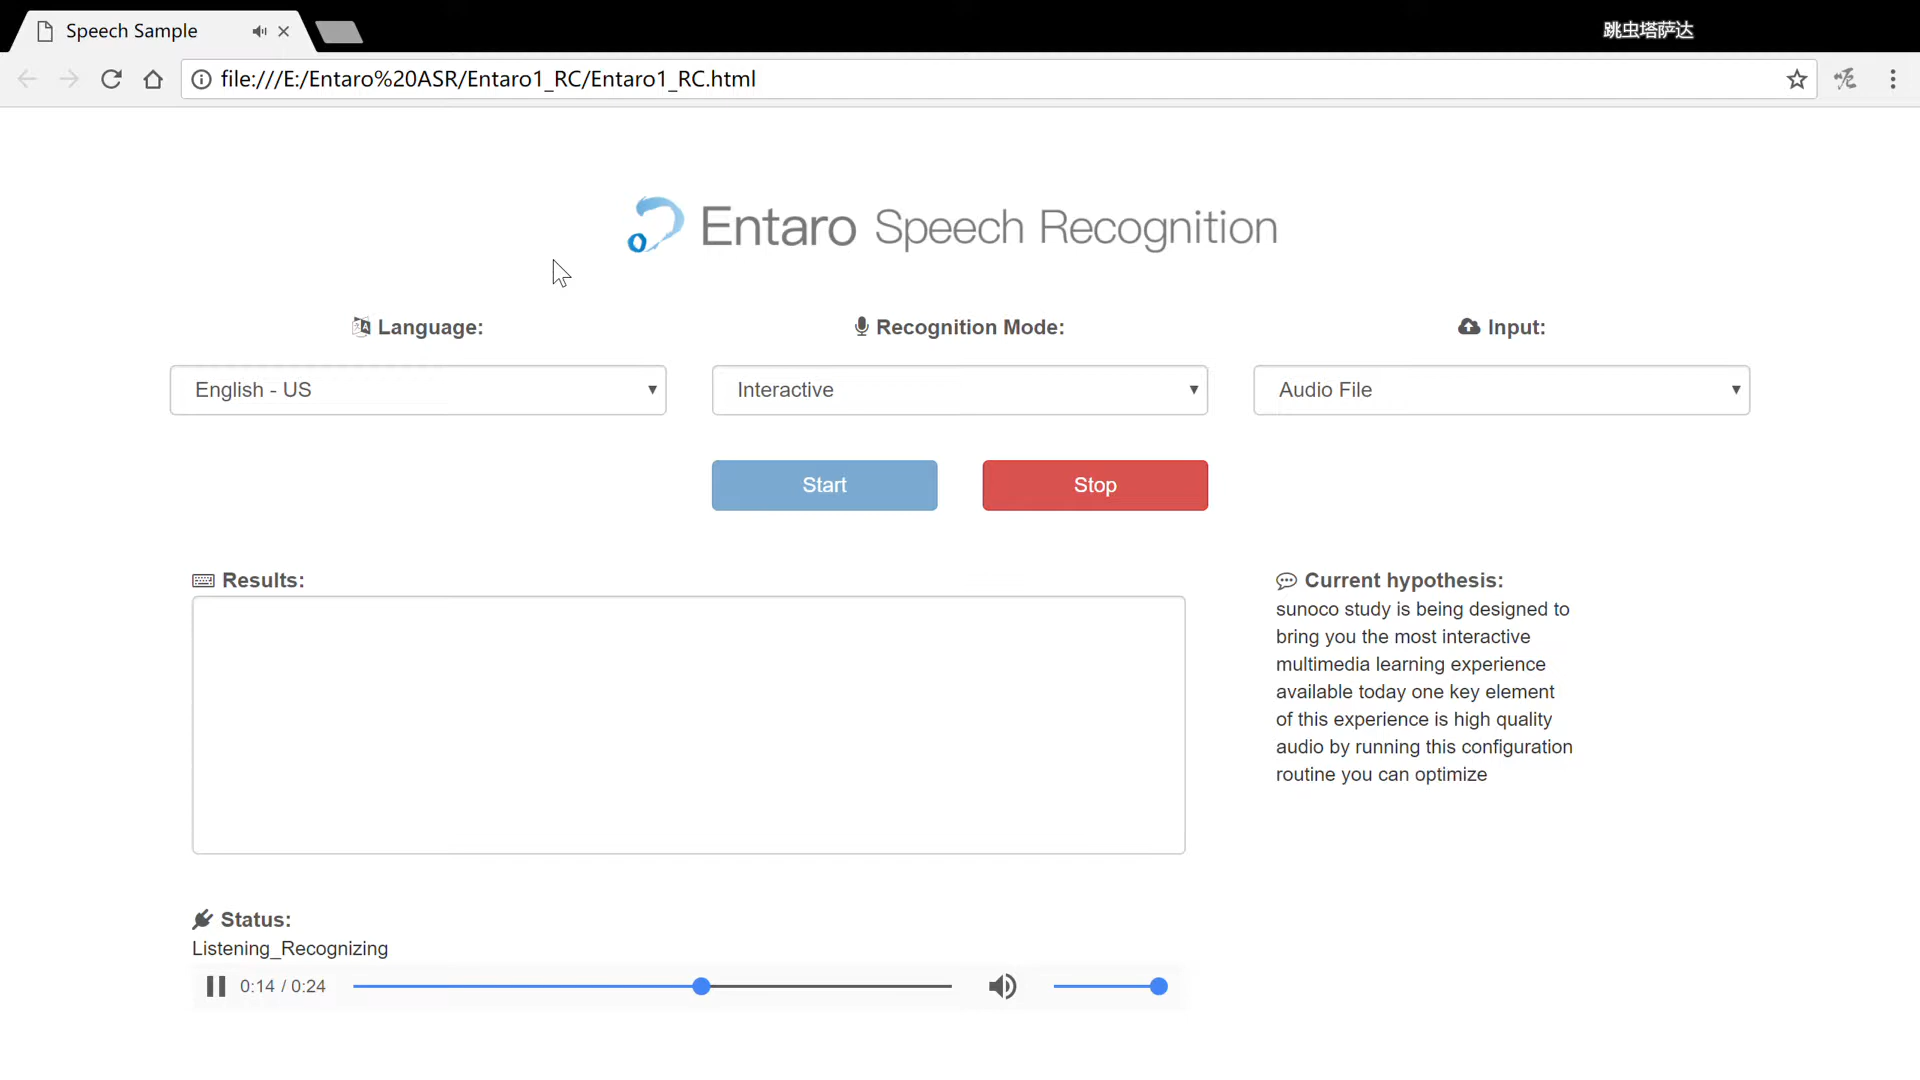 Speech Sample
跳虫塔萨达
file:///E:/Entaro%20ASR/Entaro1_RC/Entaro1_RC.html
Entaro Speech Recognition
Language:
Recognition Mode:
Input:
English - US
Interactive
Audio File
Start
Stop
Results:
Current hypothesis:
sunoco study is being designed to
bring you the most interactive
multimedia learning experience
available today one key element
of this experience is high quality
audio by running this configuration
routine you can optimize
Status:
Listening_Recognizing
0:14 / 0:24